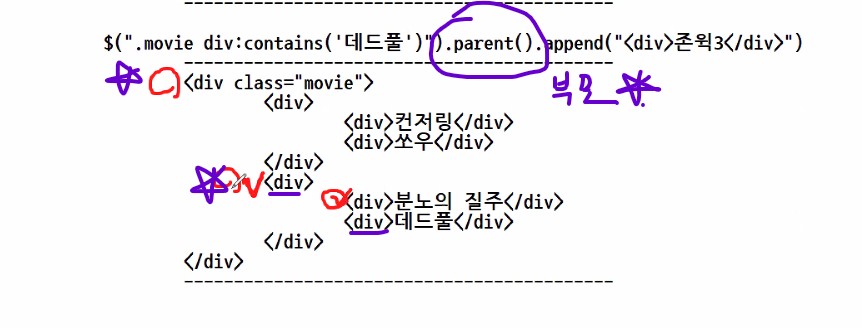 ---------------------------------------------
$(".movie div:contains('데드풀')").parent().append("<div>존윅3</div>")
---------------------------------------------
부모
<div class="movie">
<div>
<div>컨저링</div>
<div>쏘우</div>
</div>
<div>
<div>분노의 질주</div>
<div>데드풀</div>
</div>
</div>
---------------------------------------------